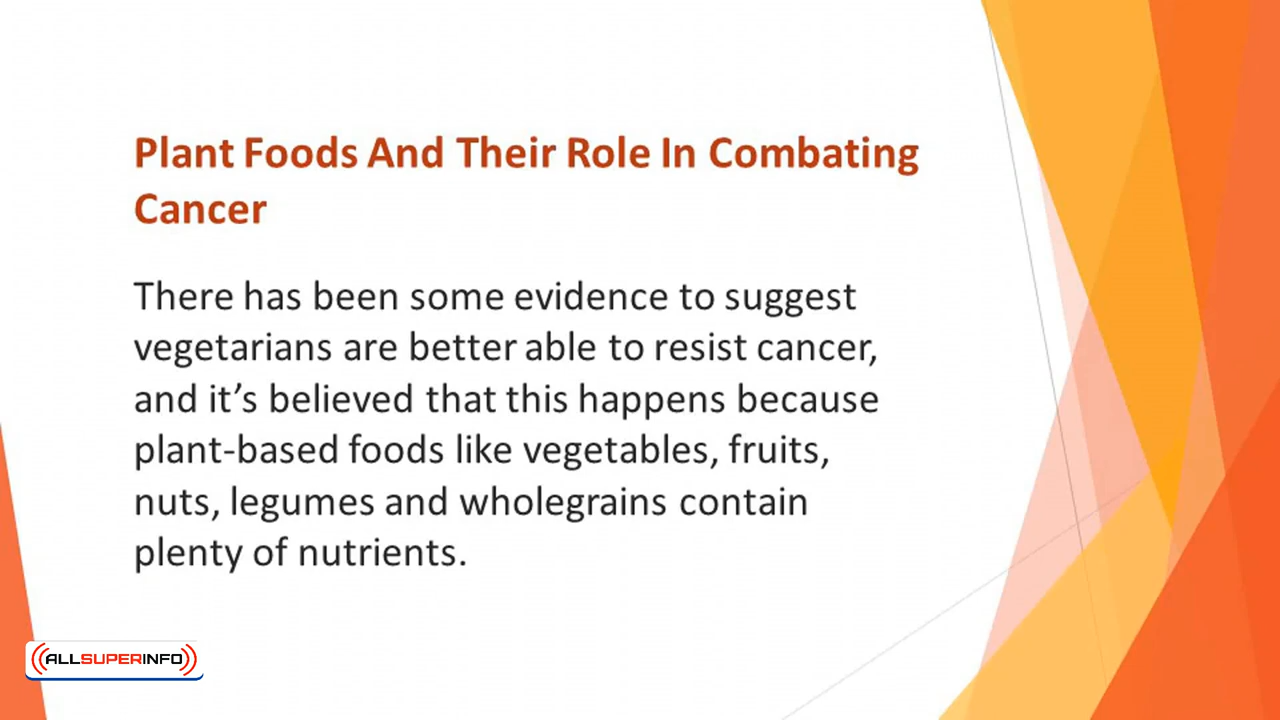 Plant Foods And Their Role In Combating
Cancer
There has been some evidence to suggest
vegetarians are better able to resist cancer,
and it’s believed that this happens because
plant-based foods like vegetables, fruits,
nuts, legumes and wholegrains contain
plenty of nutrients.
ALLSUPERINFO